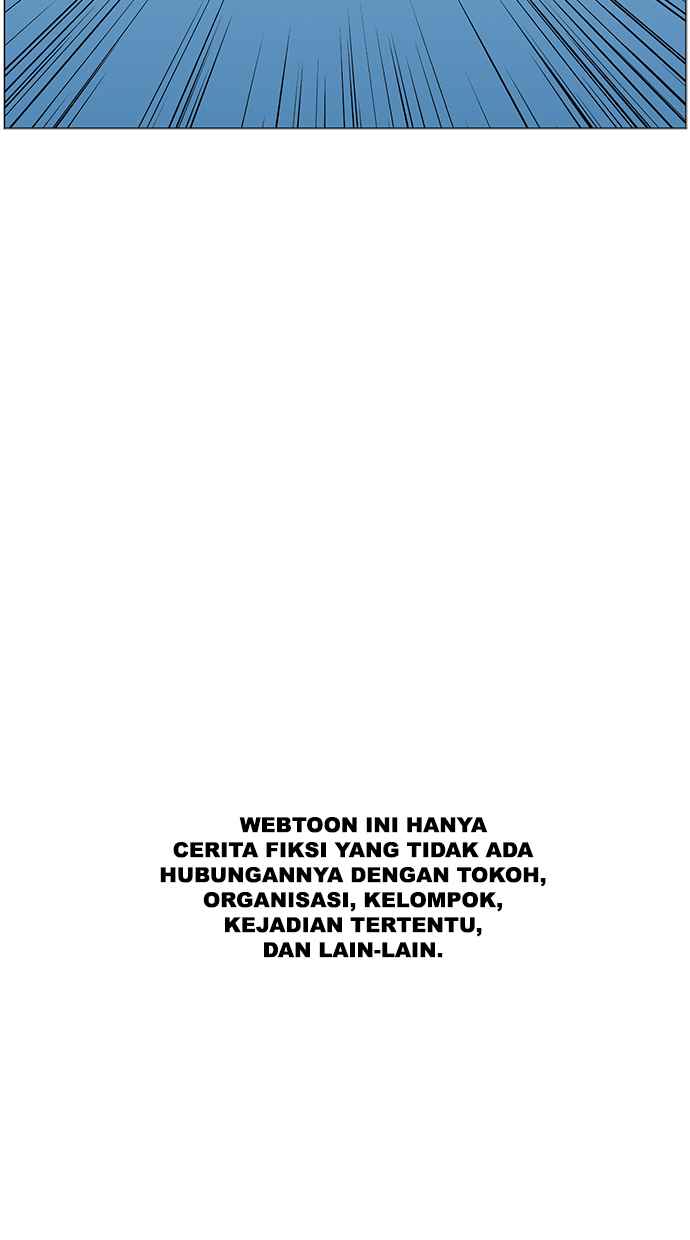 WEBTOON INI HANYA
CERITA FIKSI YANG TIDAK ADA
HUBUNGANNYA DENGAN TOKOH,
ORGANISASI, KELOMPOK,
KEJADIAN TERTENTU,
DAN LAIN-LAIN.